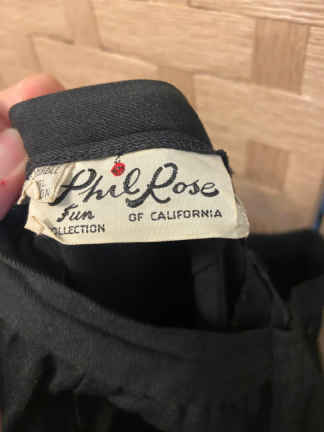 Phil Rose
Fun OF CALIFORNIA
COLLECTION